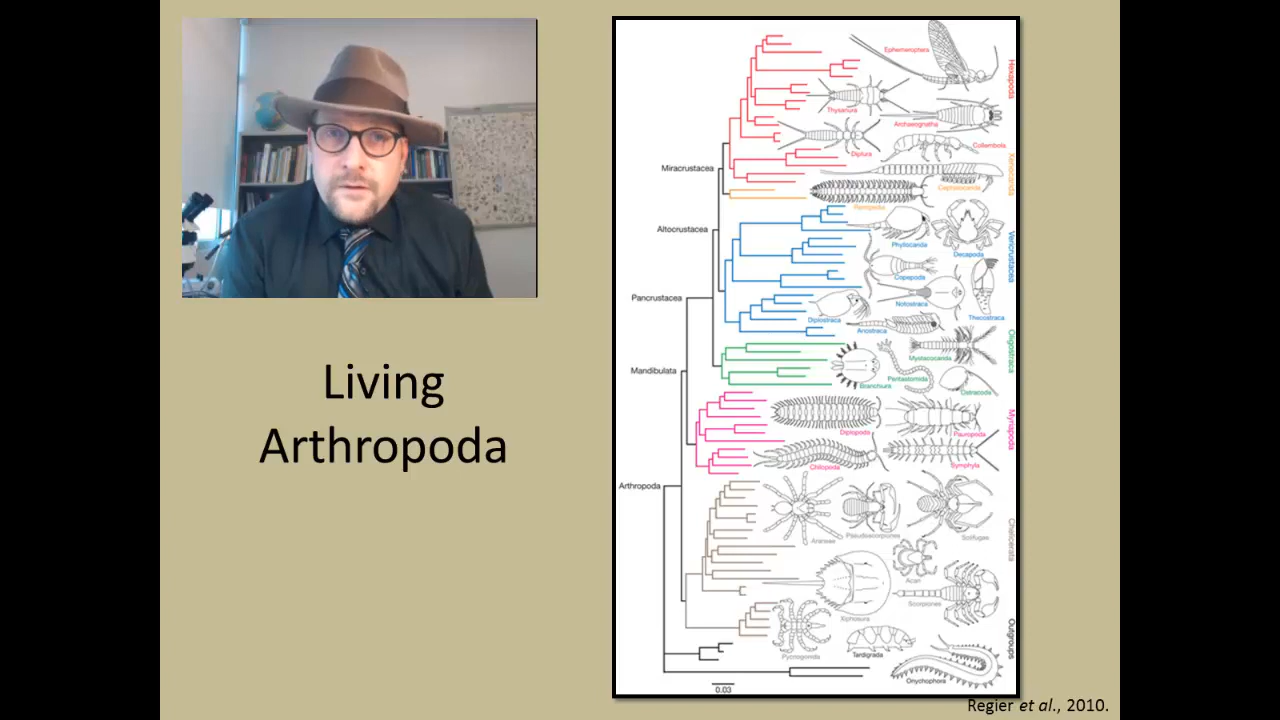 Living
Arthropoda
Ephemeroptera
Hexapoda
Thysanura
Archaeognatha
Diplura
Collembola
Miracrustacea
Xenocarida
Cephalocarida
Remipedia
Altocrustacea
Phyllocarida
Decapoda
Vericrustacea
Copepoda
Notostraca
Thecostraca
Diplostraca
Anostraca
Pancrustacea
Oligostraca
Mystacocarida
Pentastomida
Branchiura
Ostracoda
Mandibulata
Myriapoda
Diplopoda
Pauropoda
Chilopoda
Symphyla
Arthropoda
Chelicerata
Araneae
Pseudoscorpiones
Solifugae
Acari
Scorpiones
Xiphosura
Outgroups
Pycnogonida
Tardigrada
Onychophora
0.03
Regier et al., 2010.